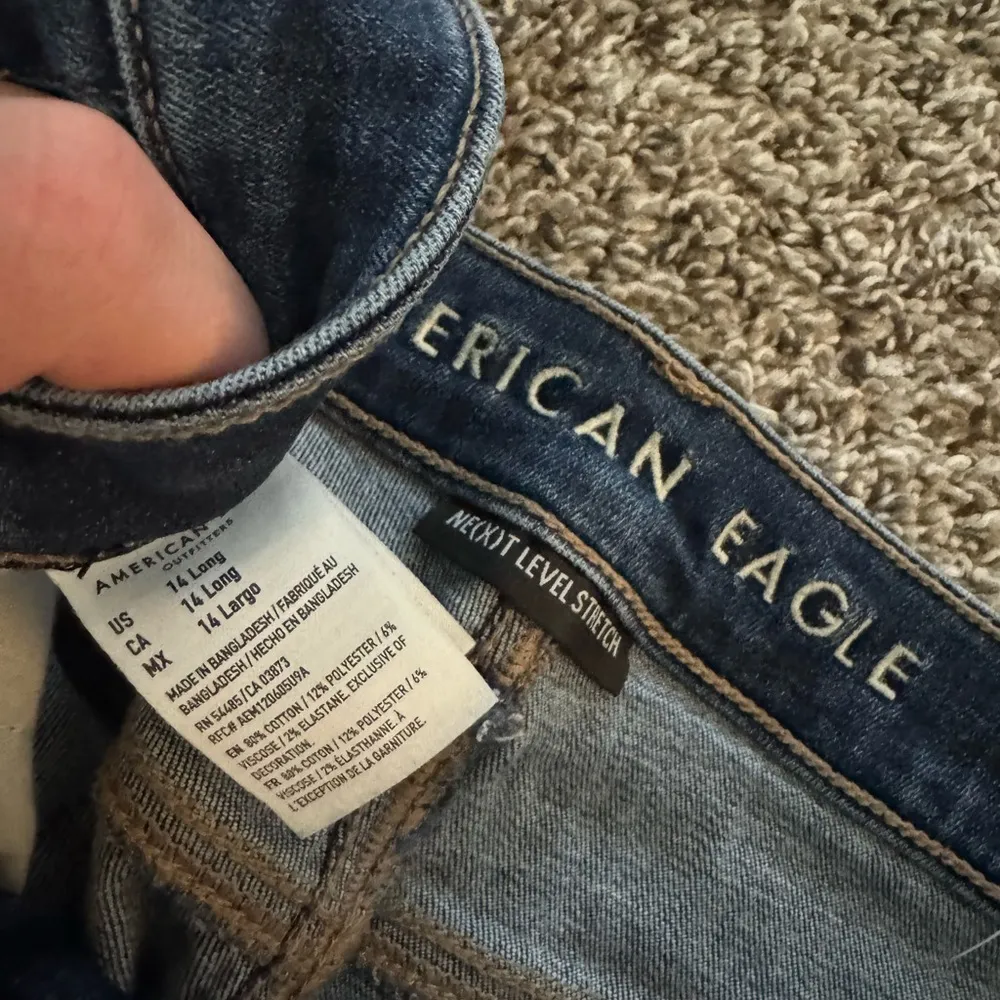 ERICAN EAGLE
NE(X)T LEVEL STRETCH
AMERICAN
OUTFITTERS
US 14 Long
CA 14 Long
MX 14 Largo
MADE IN BANGLADESH / FABRIQUÉ AU
BANGLADESH / HECHO EN BANGLADESH
RN 54485/CA 03873
RFC# AEM120605U9A
EN 80% COTTON / 12% POLYESTER / 6%
VISCOSE / 2% ELASTANE. EXCLUSIVE OF
DECORATION.
FR 80% COTON / 12% POLYESTER / 6%
VISCOSE / 2% ÉLASTHANNE. À
L'EXCEPTION DE LA GARNITURE.